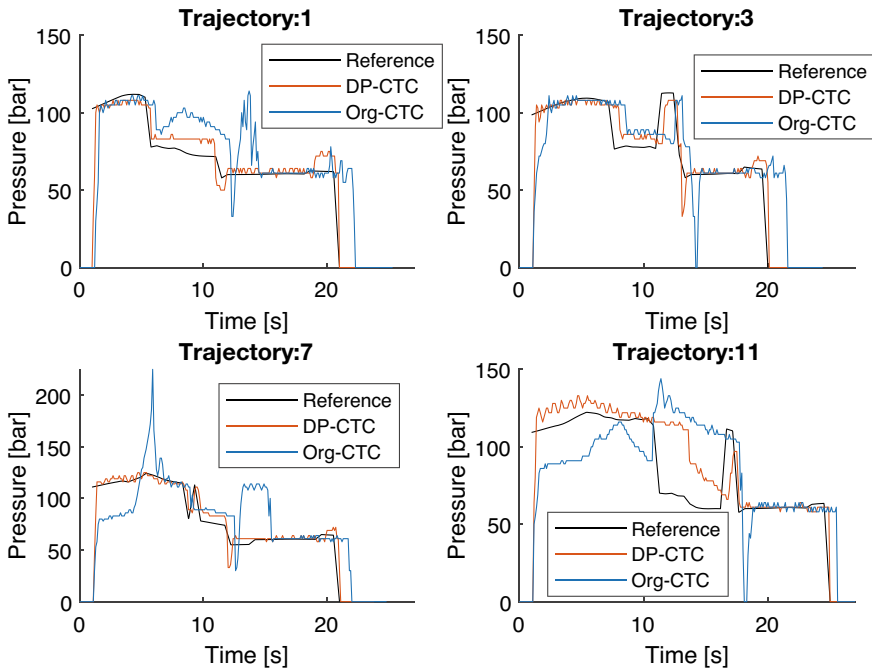 Trajectory:1
150
100
50
0
Pressure [bar]
0 10 20
Time [s]
Reference
DP-CTC
Org-CTC
Trajectory:3
150
100
50
0
Pressure [bar]
0 10 20
Time [s]
Reference
DP-CTC
Org-CTC
Trajectory:7
200
150
100
50
0
Pressure [bar]
0 10 20
Time [s]
Reference
DP-CTC
Org-CTC
Trajectory:11
150
100
50
0
Pressure [bar]
0 10 20
Time [s]
Reference
DP-CTC
Org-CTC